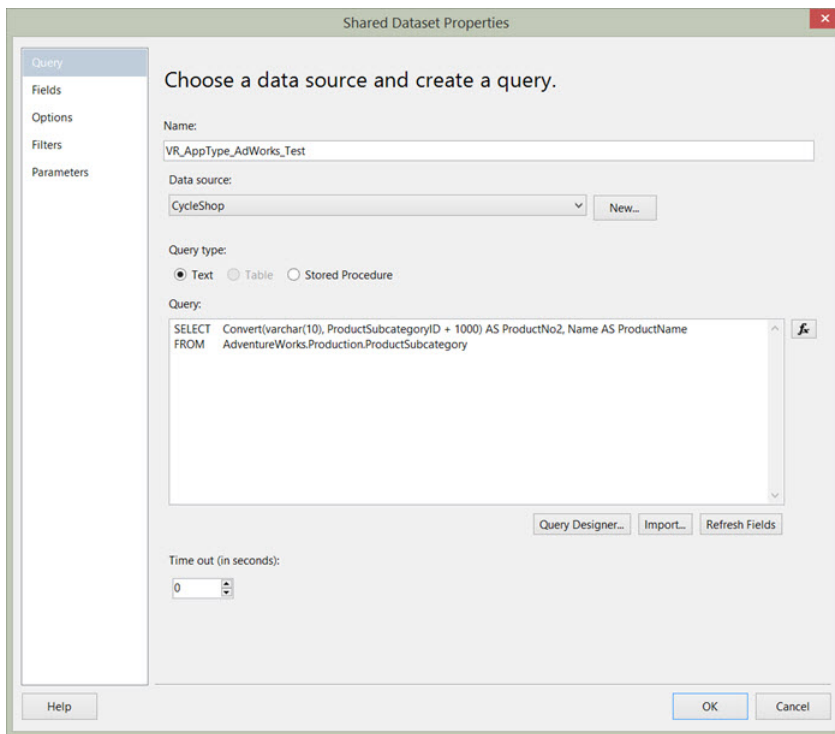 Shared Dataset Properties
Query
Fields
Options
Filters
Parameters
Choose a data source and create a query.
Name:
VR_AppType_AdWorks_Test
Data source:
CycleShop
New...
Query type:
Text Table Stored Procedure
Query:
SELECT Convert(varchar(10), ProductSubcategoryID + 1000) AS ProductNo2, Name AS ProductName
FROM AdventureWorks.Production.ProductSubcategory
fx
Query Designer... Import... Refresh Fields
Time out (in seconds):
0
Help OK Cancel